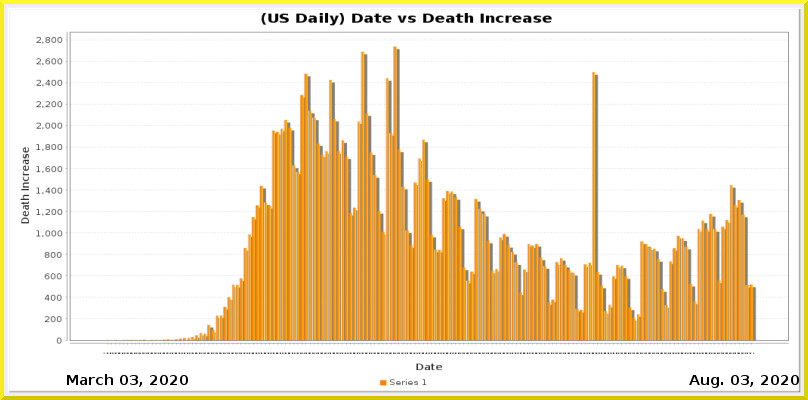 (US Daily) Date vs Death Increase
2,800
2,600
2,400
2,200
2,000
1,800
1,600
1,400
1,200
1,000
800
600
400
200
0
Death Increase
Date
March 03, 2020
Aug. 03, 2020
Series 1